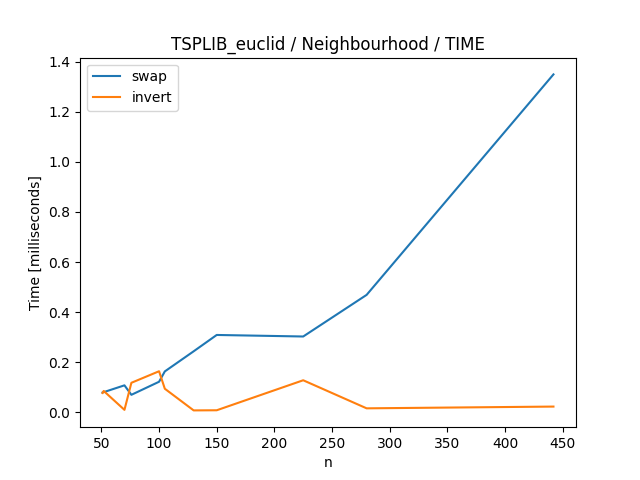 TSPLIB_euclid / Neighbourhood / TIME
swap
invert
Time [milliseconds]
1.4
1.2
1.0
0.8
0.6
0.4
0.2
0.0
50 100 150 200 250 300 350 400 450
n